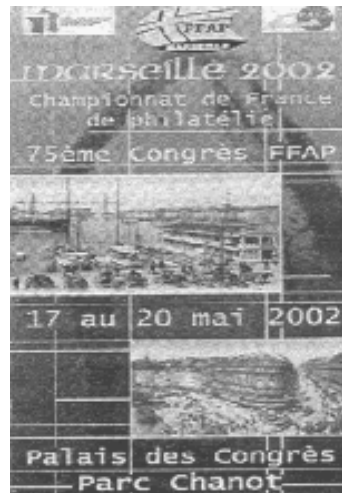 FFAP
marseille 2002
Championnat de France
de philatélie
75ème Congrès FFAP
17 au 20 mai 2002
Palais des Congrès
Parc Chanot